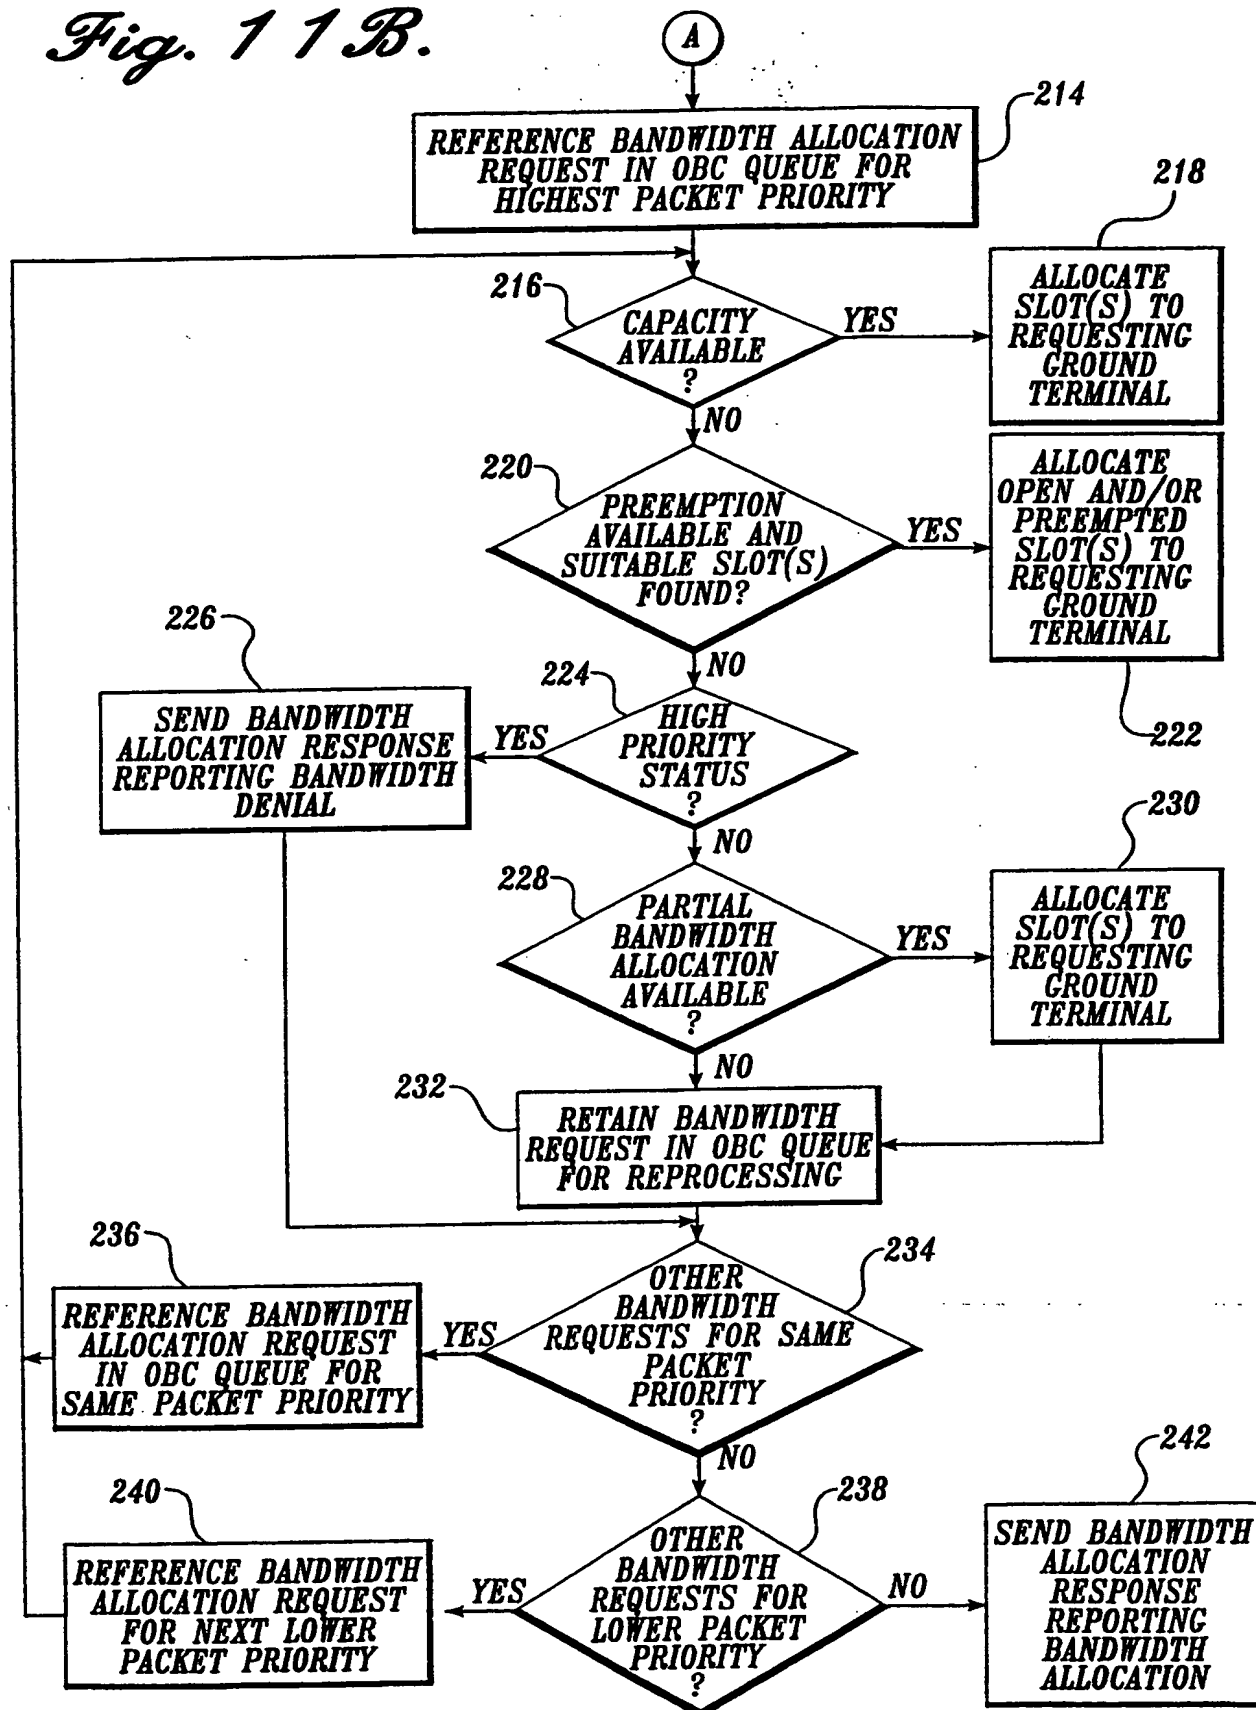 Fig. 11B.
A
214
REFERENCE BANDWIDTH ALLOCATION
REQUEST IN OBC QUEUE FOR
HIGHEST PACKET PRIORITY
216
CAPACITY
AVAILABLE
?
YES
NO
218
ALLOCATE
SLOT(S) TO
REQUESTING
GROUND
TERMINAL
220
PREEMPTION
AVAILABLE AND
SUITABLE SLOT(S)
FOUND?
YES
NO
ALLOCATE
OPEN AND/OR
PREEMPTED
SLOT(S) TO
REQUESTING
GROUND
TERMINAL
222
224
HIGH
PRIORITY
STATUS
?
YES
NO
226
SEND BANDWIDTH
ALLOCATION RESPONSE
REPORTING BANDWIDTH
DENIAL
228
PARTIAL
BANDWIDTH
ALLOCATION
AVAILABLE
?
YES
NO
230
ALLOCATE
SLOT(S) TO
REQUESTING
GROUND
TERMINAL
232
RETAIN BANDWIDTH
REQUEST IN OBC QUEUE
FOR REPROCESSING
234
OTHER
BANDWIDTH
REQUESTS FOR SAME
PACKET
PRIORITY
?
YES
NO
236
REFERENCE BANDWIDTH
ALLOCATION REQUEST
IN OBC QUEUE FOR
SAME PACKET PRIORITY
238
OTHER
BANDWIDTH
REQUESTS FOR
LOWER PACKET
PRIORITY
?
YES
NO
240
REFERENCE BANDWIDTH
ALLOCATION REQUEST
FOR NEXT LOWER
PACKET PRIORITY
242
SEND BANDWIDTH
ALLOCATION
RESPONSE
REPORTING
BANDWIDTH
ALLOCATION